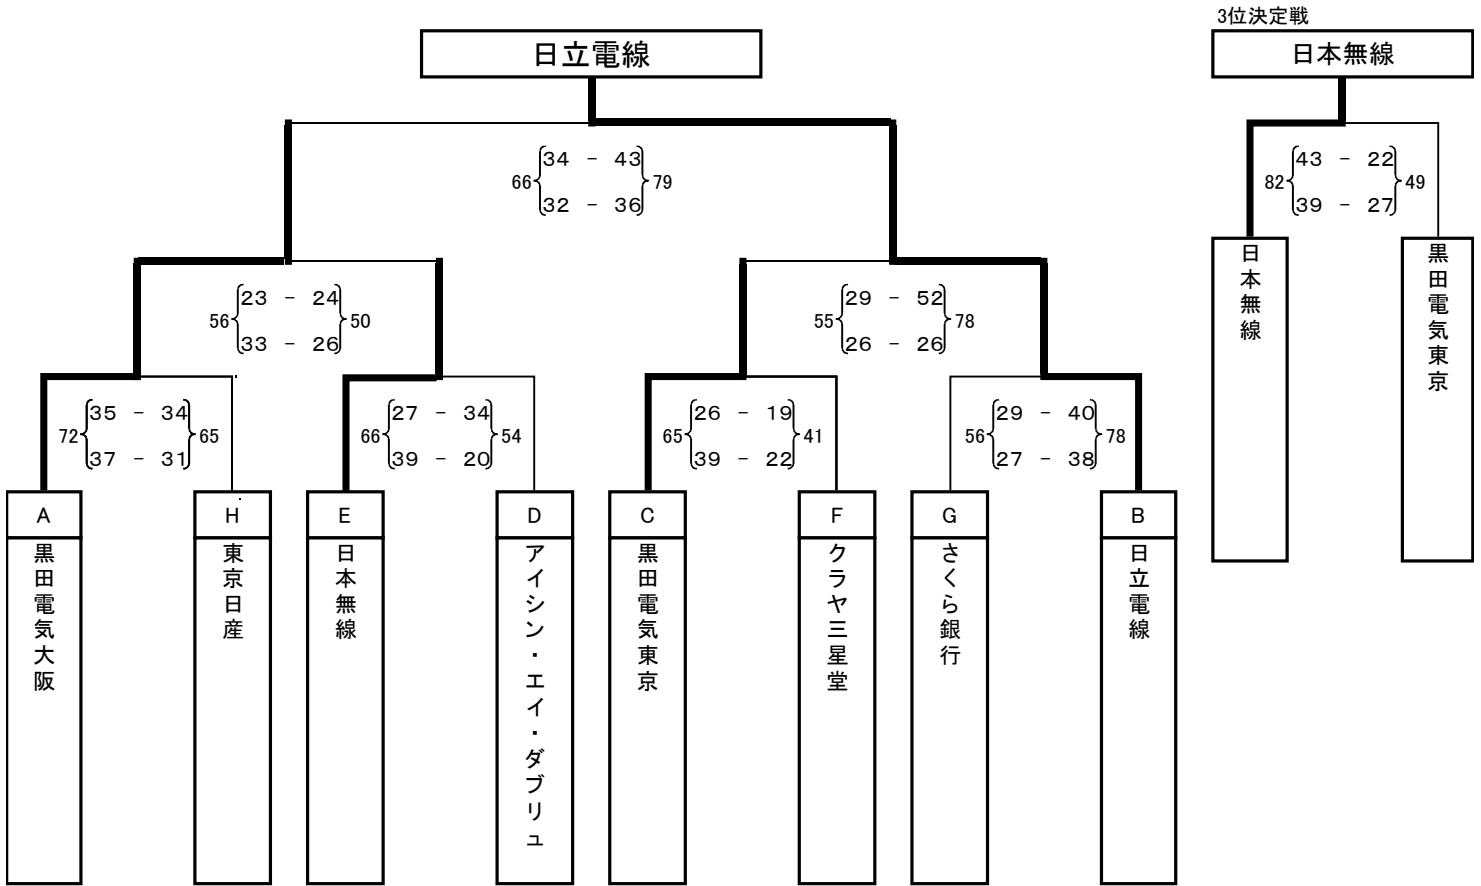 3位決定戦
日立電線
日本無線
34 - 43
66 79
32 - 36
43 - 22
82 49
39 - 27
日本無線
黒田電気東京
23 - 24
56 50
33 - 26
29 - 52
55 78
26 - 26
35 - 34
72 65
37 - 31
27 - 34
66 54
39 - 20
26 - 19
65 41
39 - 22
29 - 40
56 78
27 - 38
A
H
E
D
C
F
G
B
黒田電気大阪
東京日産
日本無線
アイシン・エイ・ダブリュ
黒田電気東京
クラヤ三星堂
さくら銀行
日立電線